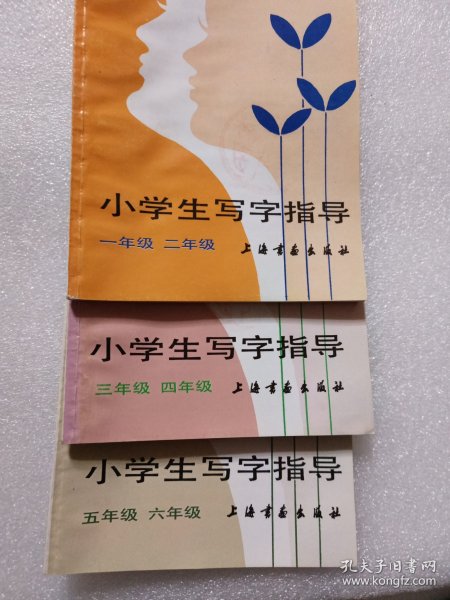 小学生写字指导
一年级 二年级 上海书画出版社
小学生写字指导
三年级 四年级 上海书画出版社
小学生写字指导
五年级 六年级 上海书画出版社
孔夫子旧书网
www.kongfz.com